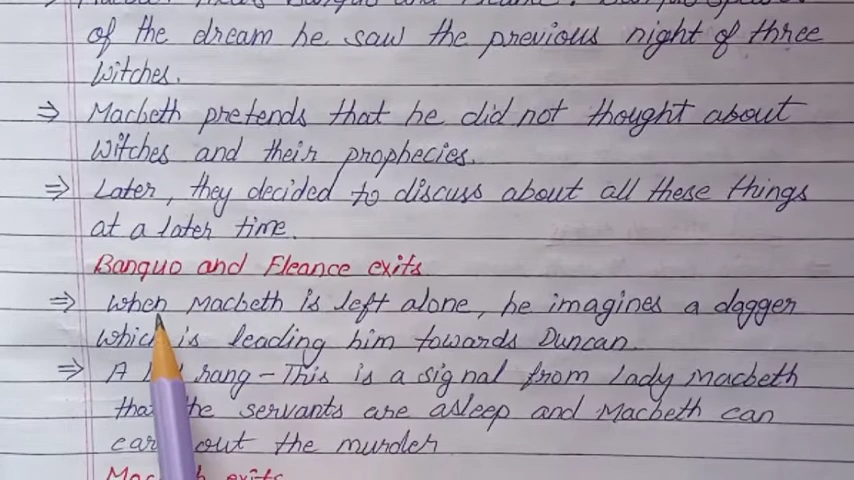 of the dream he saw the previous night of three
witches.
⇒ Macbeth pretends that he did not thought about
witches and their prophecies.
⇒ Later, they decided to discuss about all these things
at a later time.
Banquo and Fleance exits
⇒ When Macbeth is left alone, he imagines a dagger
which is leading him towards Duncan.
⇒ A rang - This is a signal from Lady Macbeth
that the servants are asleep and Macbeth can
out the murder
exits